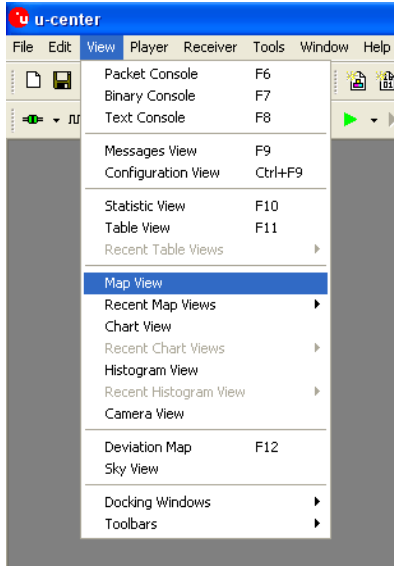 u-center
File Edit View Player Receiver Tools Window Help
Packet Console F6
Binary Console F7
Text Console F8
Messages View F9
Configuration View Ctrl+F9
Statistic View F10
Table View F11
Recent Table Views
Map View
Recent Map Views
Chart View
Recent Chart Views
Histogram View
Recent Histogram View
Camera View
Deviation Map F12
Sky View
Docking Windows
Toolbars